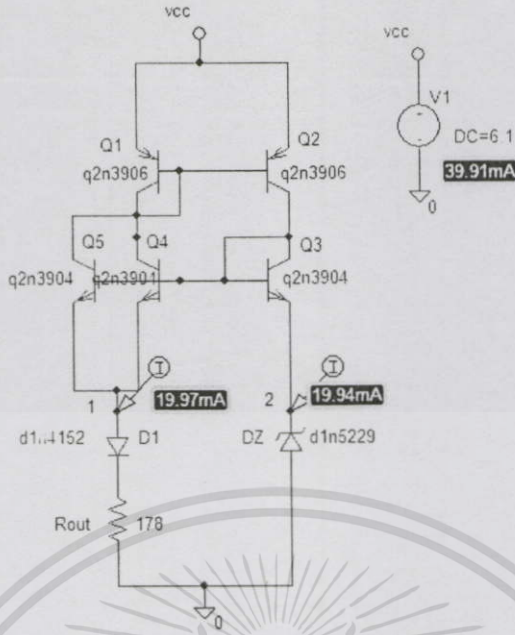 vcc
vcc
V1
DC=6.1
39.91mA
0
Q1
Q2
q2n3906
q2n3906
Q5
Q4
Q3
q2n3904
q2n3904
I
19.97mA
I
19.94mA
1
2
D1
DZ
d1n5229
Rout
178
0